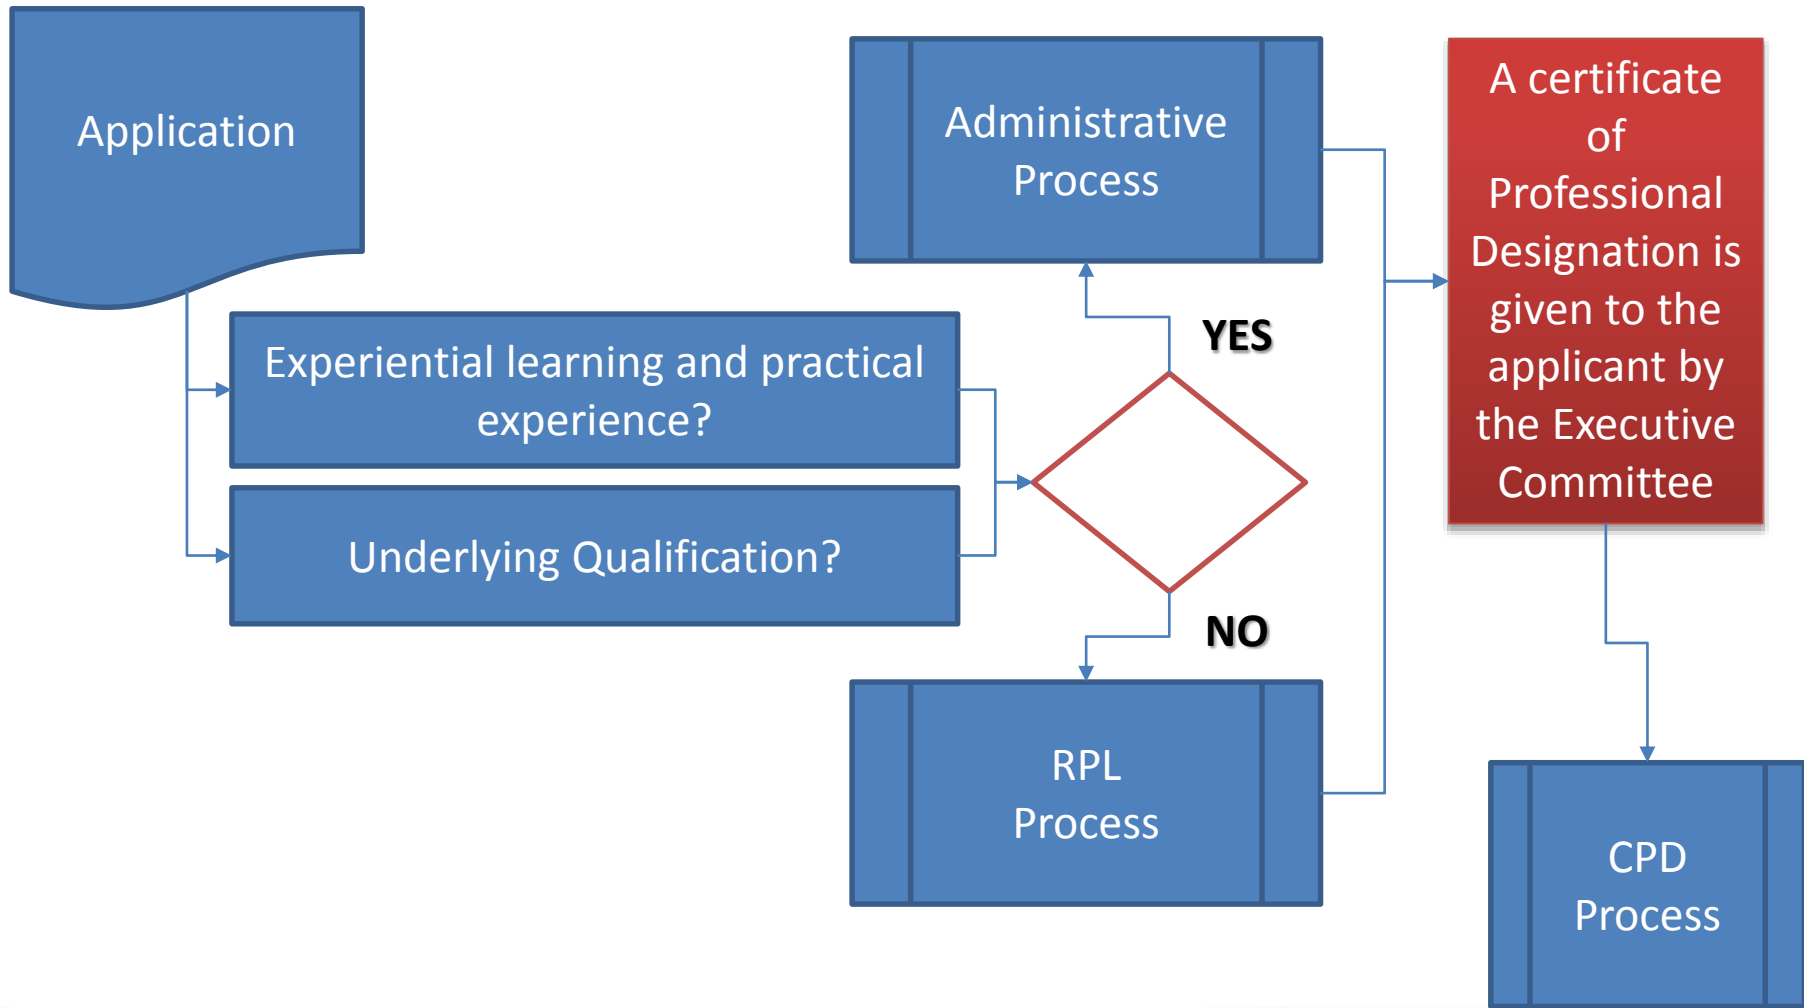 Application
Experiential learning and practical
experience?
Underlying Qualification?
Administrative
Process
YES
NO
RPL
Process
A certificate
of
Professional
Designation is
given to the
applicant by
the Executive
Committee
CPD
Process